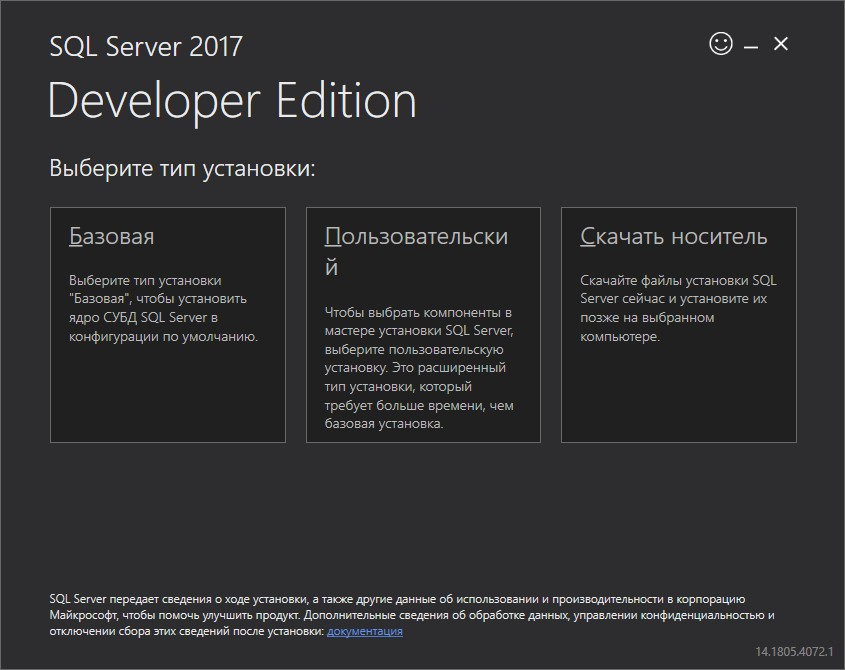 SQL Server 2017
Developer Edition
Выберите тип установки:
Базовая
Выберите тип установки
"Базовая", чтобы установить
ядро СУБД SQL Server в
конфигурации по умолчанию.
Пользовательски
й
Чтобы выбрать компоненты в
мастере установки SQL Server,
выберите пользовательскую
установку. Это расширенный
тип установки, который
требует больше времени, чем
базовая установка.
Скачать носитель
Скачайте файлы установки SQL
Server сейчас и установите их
позже на выбранном
компьютере.
SQL Server передает сведения о ходе установки, а также другие данные об использовании и производительности в корпорацию
Майкрософт, чтобы помочь улучшить продукт. Дополнительные сведения об обработке данных, управлении конфиденциальностью и
отключении сбора этих сведений после установки: документация
14.1805.4072.1